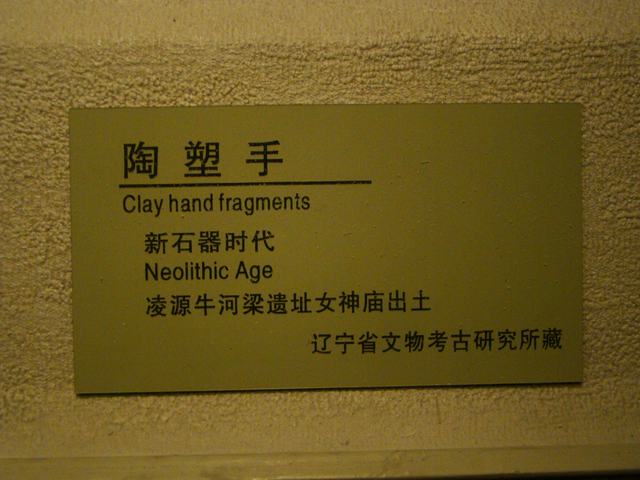 陶塑手
Clay hand fragments
新石器时代
Neolithic Age
凌源牛河梁遗址女神庙出土
辽宁省文物考古研究所藏